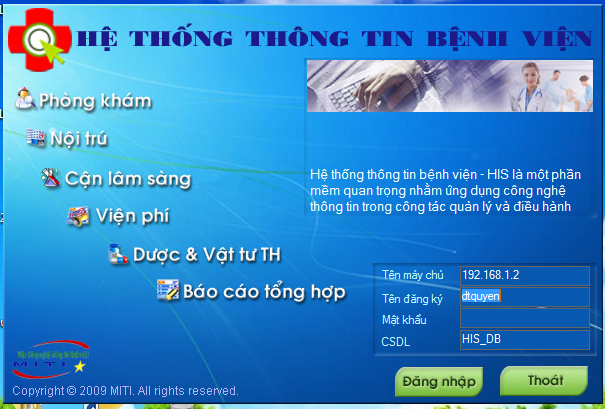 HỆ THỐNG THÔNG TIN BỆNH VIỆN
Phòng khám
Nội trú
Cận lâm sàng
Viện phí
Dược & Vật tư TH
Báo cáo tổng hợp
Hệ thống thông tin bệnh viện - HIS là một phần
mềm quan trọng nhằm ứng dụng công nghệ
thông tin trong công tác quản lý và điều hành
Tên máy chủ 192.168.1.2
Tên đăng ký dtquyen
Mật khẩu
CSDL HIS_DB
Đăng nhập Thoát
MITI
Copyright © 2009 MITI. All rights reserved.